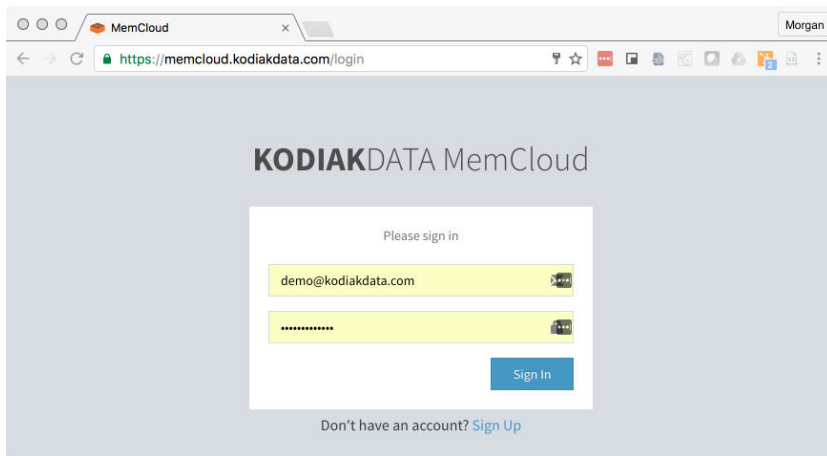 MemCloud
Morgan
https://memcloud.kodiakdata.com/login
2
KODIAKDATA MemCloud
Please sign in
demo@kodiakdata.com
•••••••••••••
Sign In
Don't have an account? Sign Up